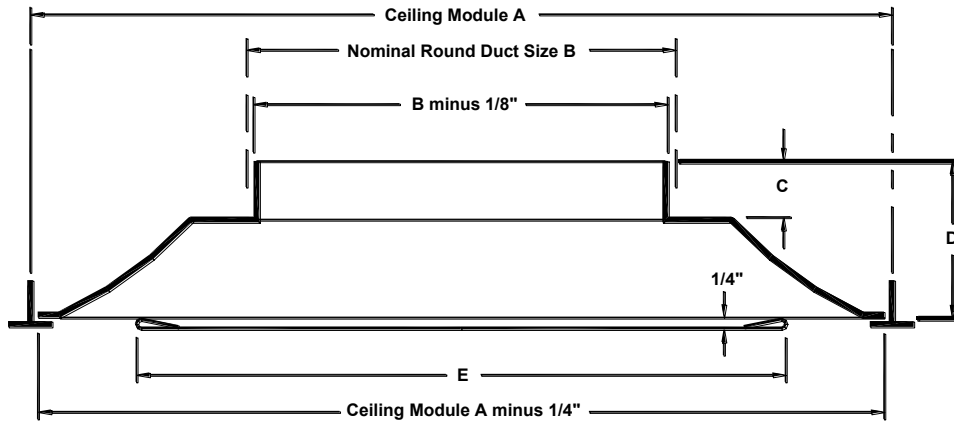 Ceiling Module A
Nominal Round Duct Size B
B minus 1/8"
C
D
1/4"
E
Ceiling Module A minus 1/4"